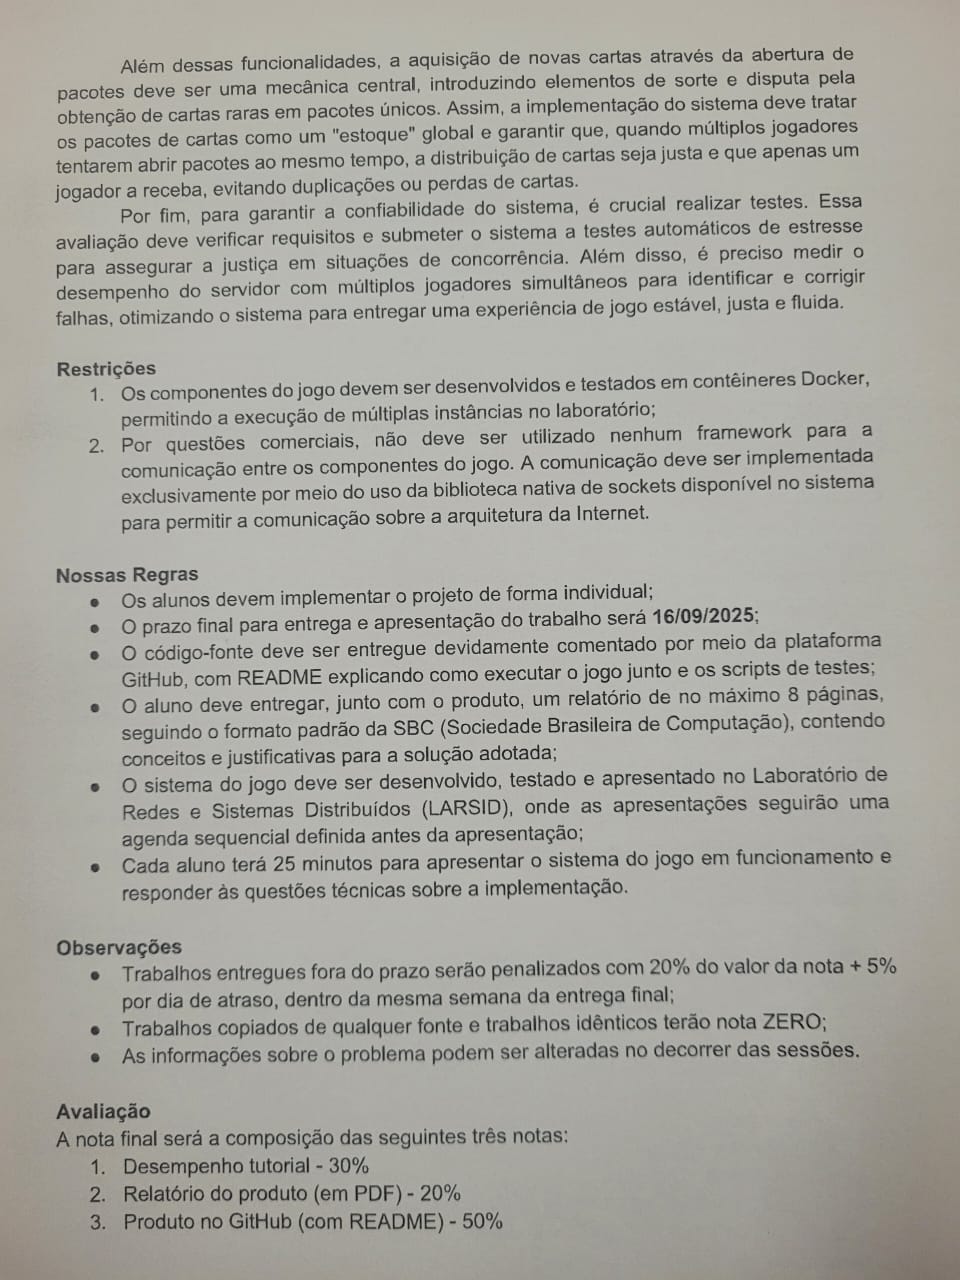 Além dessas funcionalidades, a aquisição de novas cartas através da abertura de
pacotes deve ser uma mecânica central, introduzindo elementos de sorte e disputa pela
obtenção de cartas raras em pacotes únicos. Assim, a implementação do sistema deve tratar
os pacotes de cartas como um "estoque" global e garantir que, quando múltiplos jogadores
tentarem abrir pacotes ao mesmo tempo, a distribuição de cartas seja justa e que apenas um
jogador a receba, evitando duplicações ou perdas de cartas.
Por fim, para garantir a confiabilidade do sistema, é crucial realizar testes. Essa
avaliação deve verificar requisitos e submeter o sistema a testes automáticos de estresse
para assegurar a justiça em situações de concorrência. Além disso, é preciso medir o
desempenho do servidor com múltiplos jogadores simultâneos para identificar e corrigir
falhas, otimizando o sistema para entregar uma experiência de jogo estável, justa e fluida.
Restrições
1. Os componentes do jogo devem ser desenvolvidos e testados em contêineres Docker,
permitindo a execução de múltiplas instâncias no laboratório;
2. Por questões comerciais, não deve ser utilizado nenhum framework para a
comunicação entre os componentes do jogo. A comunicação deve ser implementada
exclusivamente por meio do uso da biblioteca nativa de sockets disponível no sistema
para permitir a comunicação sobre a arquitetura da Internet.
Nossas Regras
● Os alunos devem implementar o projeto de forma individual;
● O prazo final para entrega e apresentação do trabalho será 16/09/2025;
● O código-fonte deve ser entregue devidamente comentado por meio da plataforma
GitHub, com README explicando como executar o jogo junto e os scripts de testes;
● O aluno deve entregar, junto com o produto, um relatório de no máximo 8 páginas,
seguindo o formato padrão da SBC (Sociedade Brasileira de Computação), contendo
conceitos e justificativas para a solução adotada;
● O sistema do jogo deve ser desenvolvido, testado e apresentado no Laboratório de
Redes e Sistemas Distribuídos (LARSID), onde as apresentações seguirão uma
agenda sequencial definida antes da apresentação;
● Cada aluno terá 25 minutos para apresentar o sistema do jogo em funcionamento e
responder às questões técnicas sobre a implementação.
Observações
● Trabalhos entregues fora do prazo serão penalizados com 20% do valor da nota + 5%
por dia de atraso, dentro da mesma semana da entrega final;
● Trabalhos copiados de qualquer fonte e trabalhos idênticos terão nota ZERO;
● As informações sobre o problema podem ser alteradas no decorrer das sessões.
Avaliação
A nota final será a composição das seguintes três notas:
1. Desempenho tutorial - 30%
2. Relatório do produto (em PDF) - 20%
3. Produto no GitHub (com README) - 50%